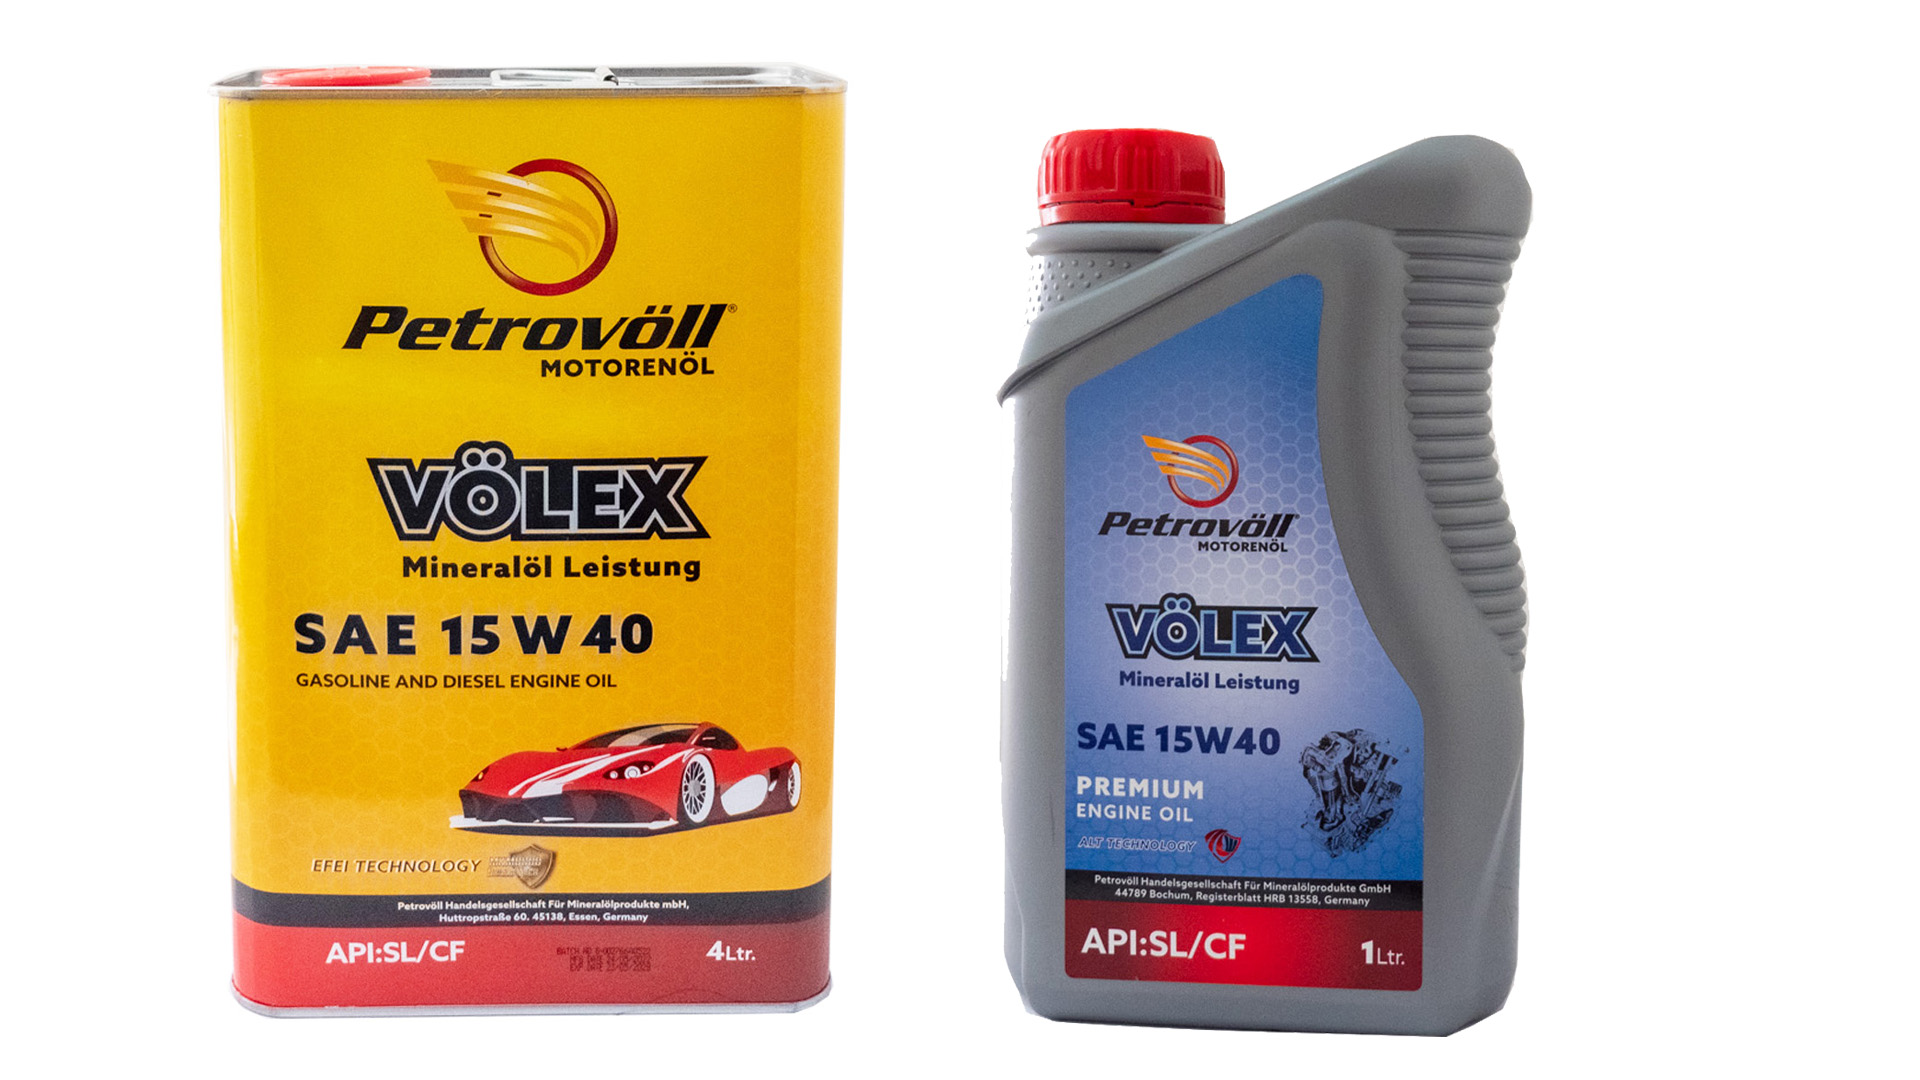 Petrovöll®
MOTORENÖL
VÖLEX
Mineralöl Leistung
SAE 15W40
GASOLINE AND DIESEL ENGINE OIL
EFEI TECHNOLOGY
Petrovöll Handelsgesellschaft Für Mineralölprodukte mbH,
Huttropstraße 60. 45138, Essen, Germany
API:SL/CF
4Ltr.
Petrovöll
MOTORENÖL
VÖLEX
Mineralöl Leistung
SAE 15W40
PREMIUM
ENGINE OIL
ALT TECHNOLOGY
Petrovöll Handelsgesellschaft Für Mineralölprodukte GmbH
44789 Bochum, Registerblatt HRB 13558, Germany
API:SL/CF
1Ltr.